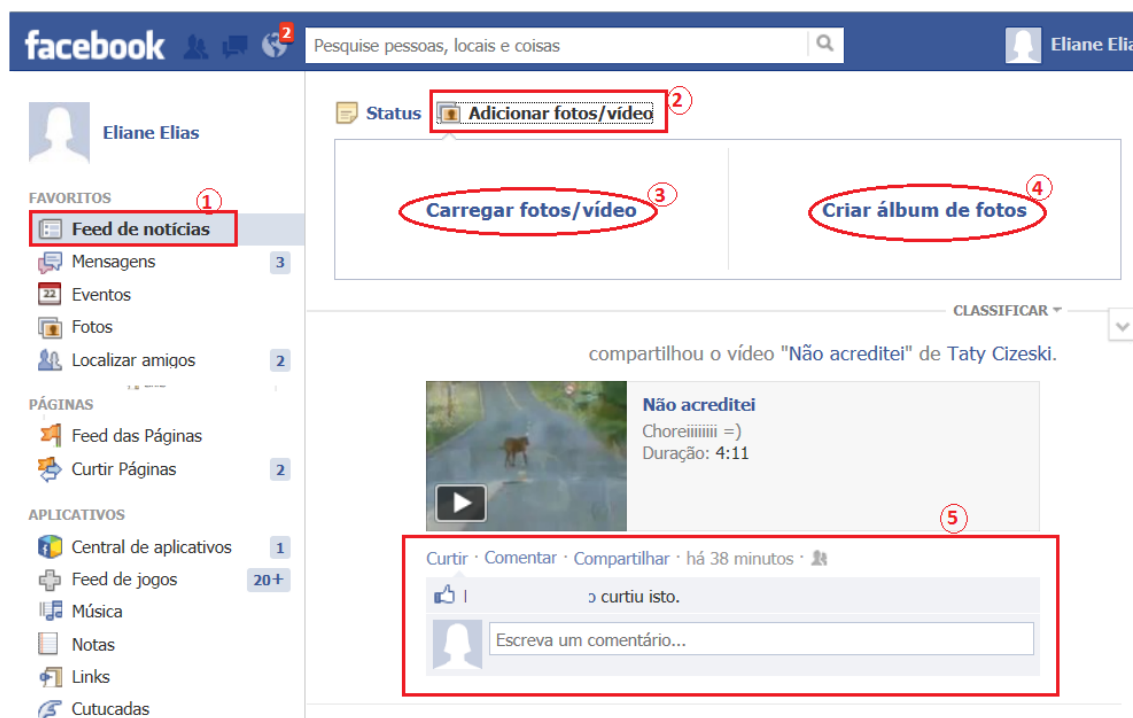 facebook
2
Pesquise pessoas, locais e coisas
Eliane Elia
Eliane Elias
FAVORITOS
1
Feed de notícias
Mensagens 3
22 Eventos
Fotos
Localizar amigos 2
PÁGINAS
Feed das Páginas
Curtir Páginas 2
APLICATIVOS
Central de aplicativos 1
Feed de jogos 20+
Música
Notas
Links
Cutucadas
Status Adicionar fotos/vídeo 2
Carregar fotos/vídeo 3
Criar álbum de fotos 4
CLASSIFICAR
compartilhou o vídeo "Não acreditei" de Taty Cizeski.
Não acreditei
Choreiiiiiiii =)
Duração: 4:11
5
Curtir · Comentar · Compartilhar · há 38 minutos ·
curtiu isto.
Escreva um comentário...